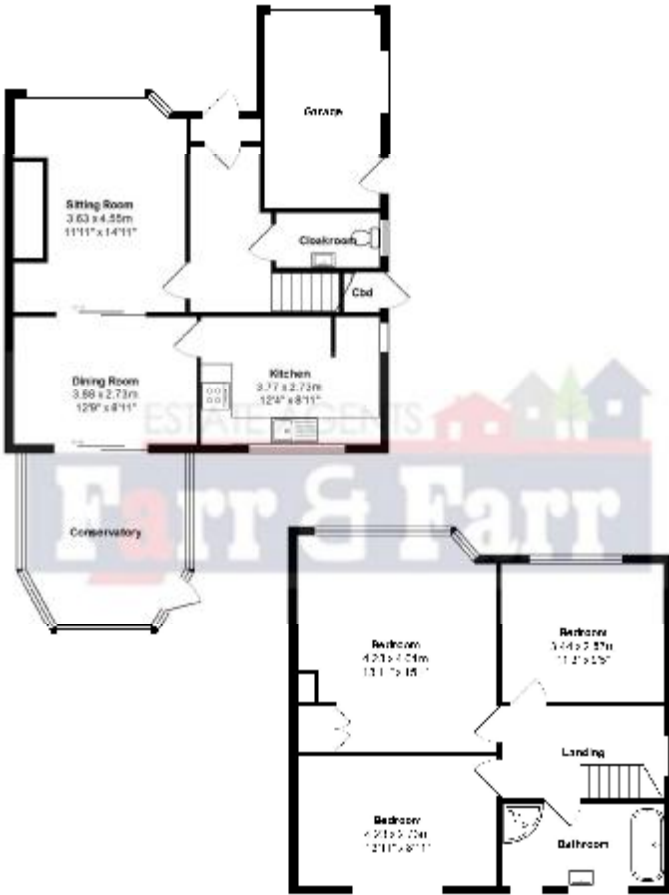 Garage
Sitting Room
3.63 x 4.55m
11'11" x 14'11"
Cloakroom
Cbd
Dining Room
3.88 x 2.73m
12'9" x 8'11"
Kitchen
3.77 x 2.73m
12'4" x 8'11"
ESTATE AGENTS
Farr & Farr
Conservatory
Bedroom
Bedroom
Landing
Bedroom
Bathroom